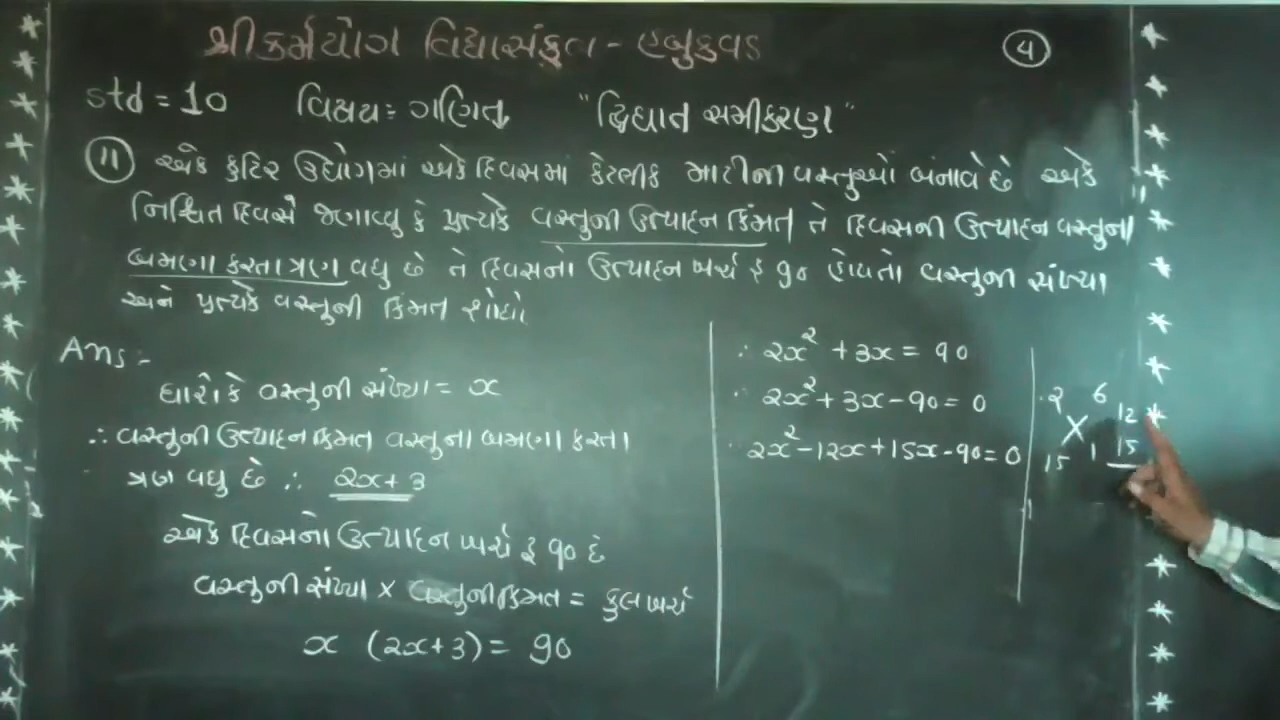 શ્રી કર્મયોગ વિદ્યાસંકુલ - હબુકવડ
4
std = 10 વિષય:- ગણિત "દ્વિઘાત સમીકરણ"
11 એક કુટિર ઉદ્યોગમાં એક દિવસમાં કેટલીક માટીની વસ્તુઓ બનાવે છે એક
નિશ્ચિત દિવસે જણાવ્યુ કે પ્રત્યેક વસ્તુની ઉત્પાદન કિંમત તે દિવસની ઉત્પાદન વસ્તુના
બમણા કરતા ત્રણ વધુ છે તે દિવસનો ઉત્પાદન ખર્ચ રૂ ૧૦ હોયતો વસ્તુની સંખ્યા
અને પ્રત્યેક વસ્તુની કિંમત શોધો
Ans :-
ધારો કે વસ્તુની સંખ્યા = x
∴ વસ્તુની ઉત્પાદન કિંમત વસ્તુના બમણા કરતા
ત્રણ વધુ છે ∴ 2x + 3
એક દિવસનો ઉત્પાદન ખર્ચ રૂ ૧૦ છે
વસ્તુની સંખ્યા × વસ્તુની કિંમત = કુલ ખર્ચ
x (2x+3) = 90
∴ 2x² + 3x = 90
∴ 2x² + 3x - 90 = 0
∴ 2x² - 12x + 15x - 90 = 0
2 6
× 12
15 1 15